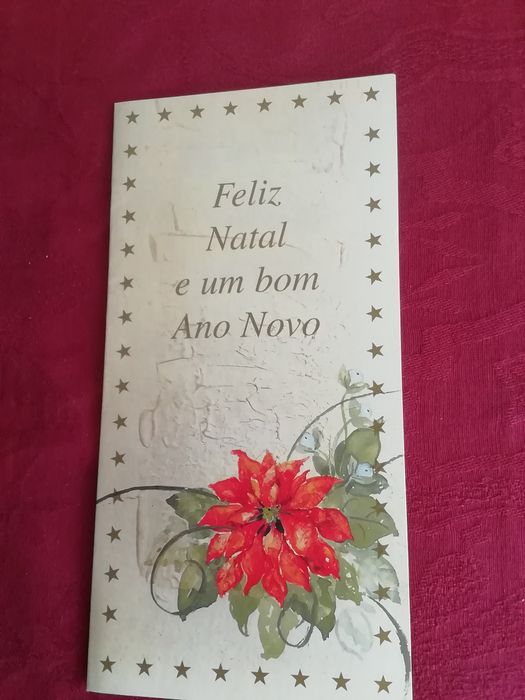 Feliz
Natal
e um bom
Ano Novo